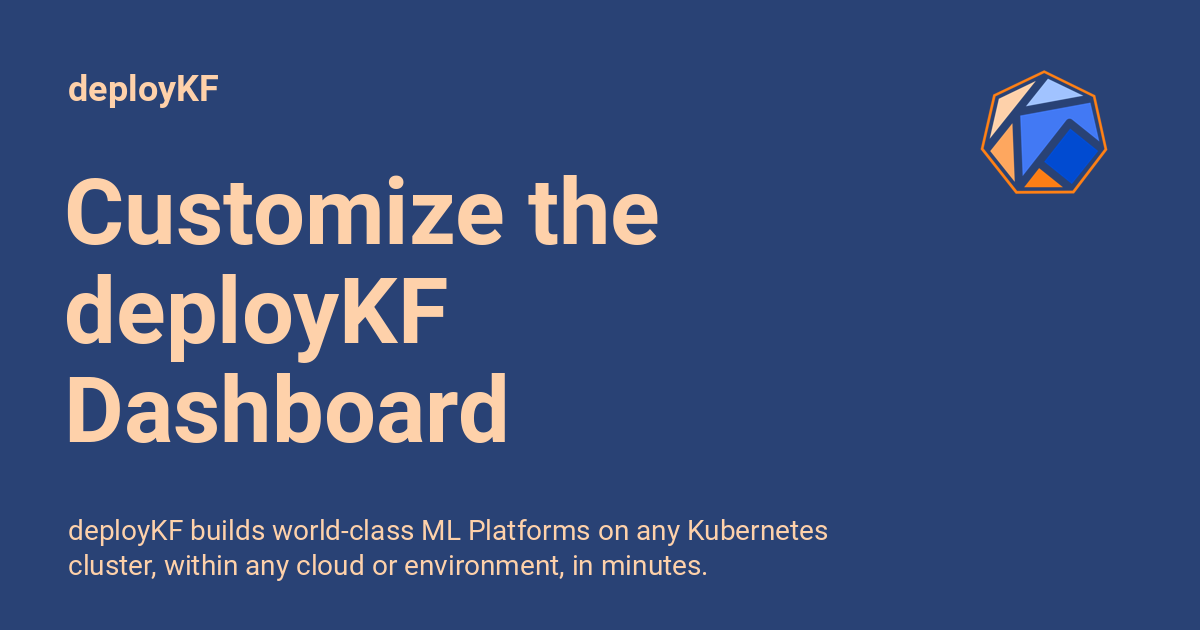 deployKF
Customize the
deployKF
Dashboard
deployKF builds world-class ML Platforms on any Kubernetes
cluster, within any cloud or environment, in minutes.